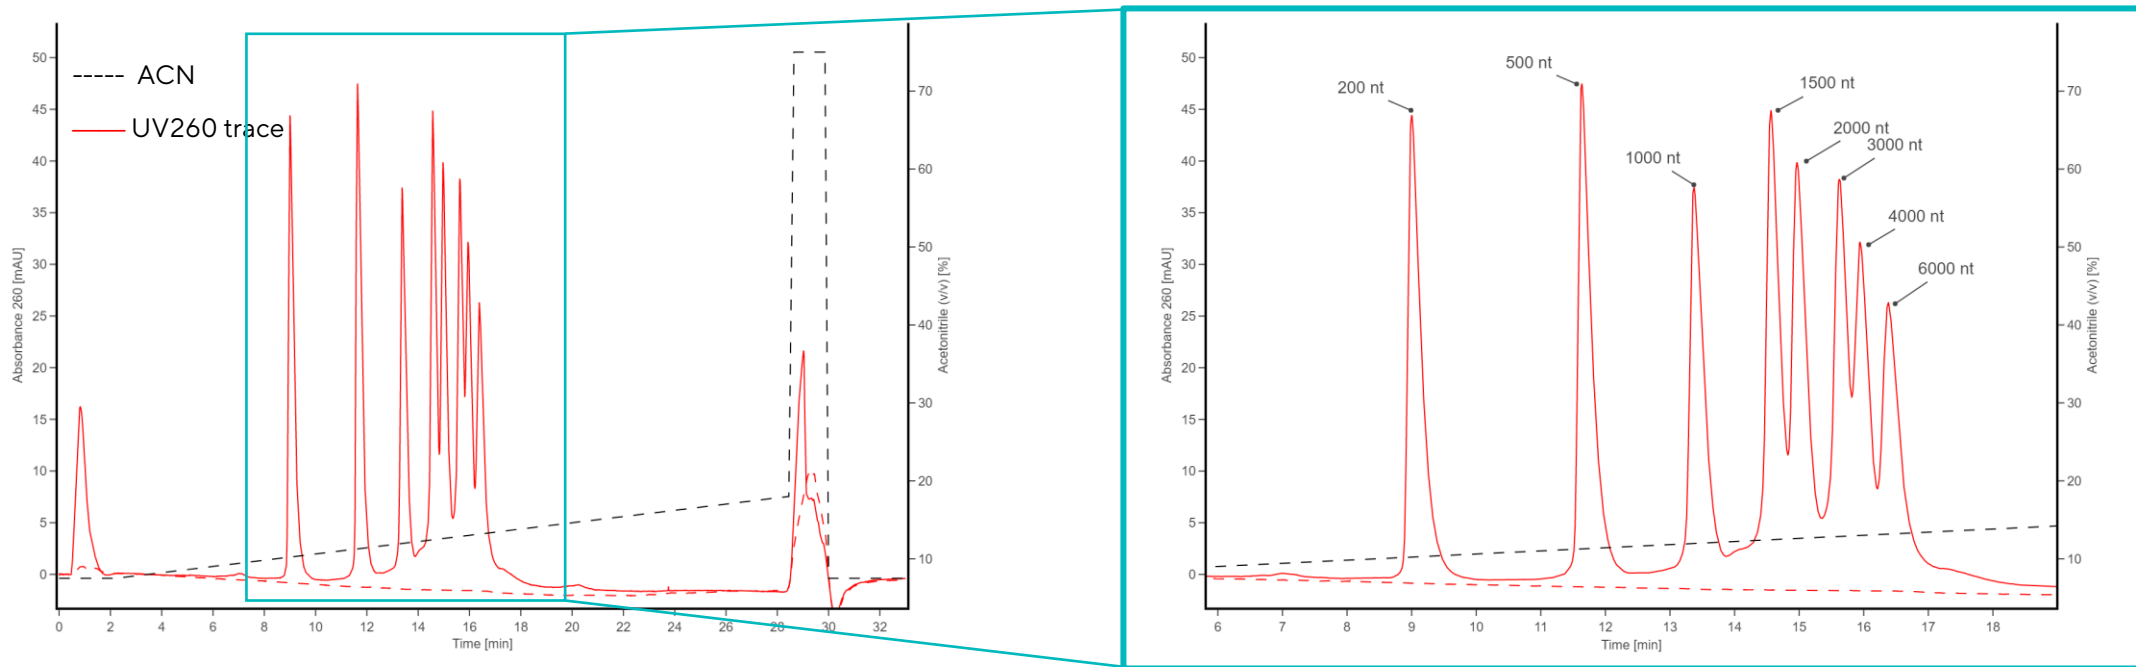 ----- ACN
UV260 trace
50
45
40
35
30
25
20
15
10
5
0
Absorbance 260 [mAU]
70
60
50
40
30
20
10
Acetonitrile (v/v) [%]
0 2 4 6 8 10 12 14 16 18 20 22 24 26 28 30 32
Time [min]
50
45
40
35
30
25
20
15
10
5
0
Absorbance 260 [mAU]
200 nt
500 nt
1000 nt
1500 nt
2000 nt
3000 nt
4000 nt
6000 nt
70
60
50
40
30
20
10
Acetonitrile (v/v) [%]
6 7 8 9 10 11 12 13 14 15 16 17 18
Time [min]